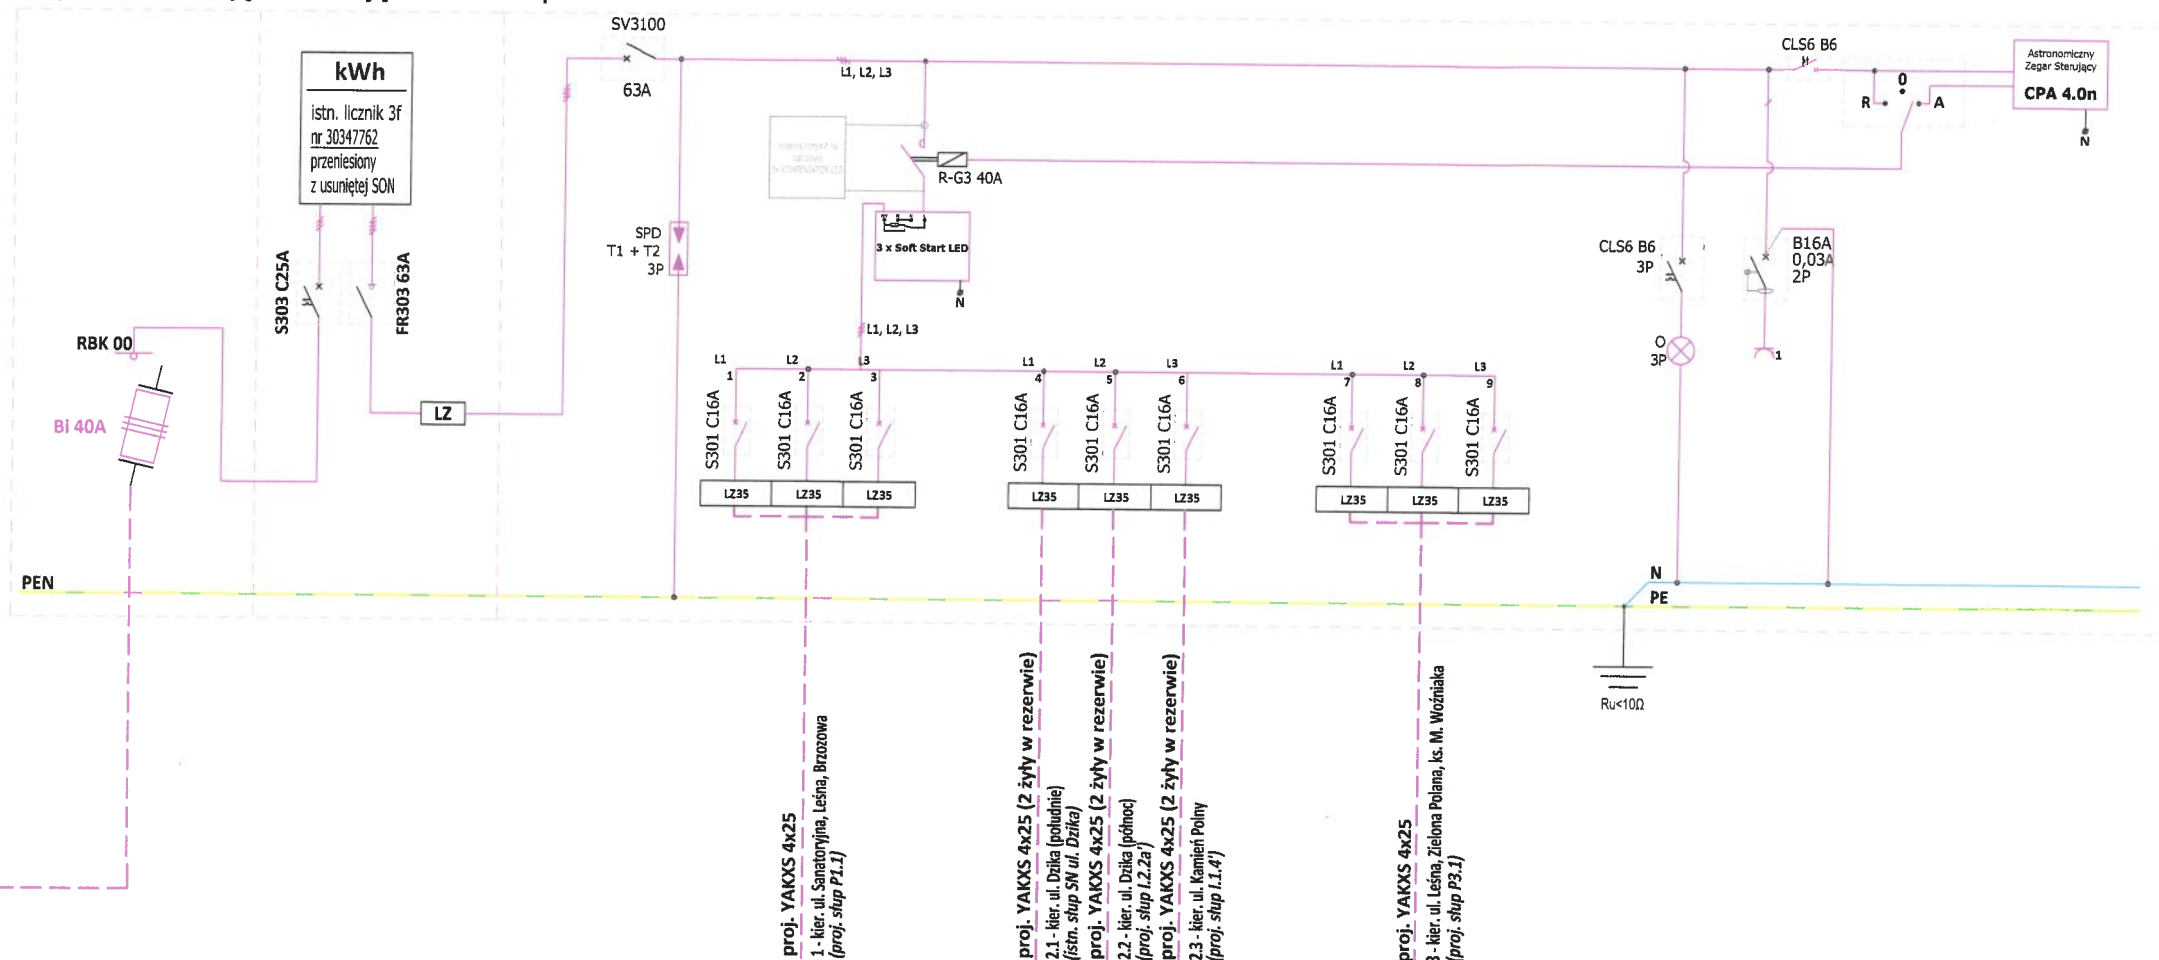 SV3100
63A
kWh
istn. licznik 3f
nr 30347762
przeniesiony
z usuniętej SON
S303 C25A
FR303 63A
RBK 00
Bi 40A
LZ
L1, L2, L3
SPD
T1 + T2
3P
R-G3 40A
3 x Soft Start LED
N
L1, L2, L3
CLS6 B6
R
0
A
Astronomiczny
Zegar Sterujący
CPA 4.0n
N
CLS6 B6
3P
B16A
0,03A
2P
O
3P
1
L1
L2
L3
L1
L2
L3
L1
L2
L3
1
2
3
4
5
6
7
8
9
S301 C16A
S301 C16A
S301 C16A
S301 C16A
S301 C16A
S301 C16A
S301 C16A
S301 C16A
S301 C16A
LZ35
LZ35
LZ35
LZ35
LZ35
LZ35
LZ35
LZ35
LZ35
PEN
N
PE
Ru<10Ω
proj. YAKXS 4x25
1 - kier. ul. Sanatoryjna, Leśna, Brzozowa
(proj. słup P1.1)
proj. YAKXS 4x25 (2 żyły w rezerwie)
2.1 - kier. ul. Dzika (południe)
(istn. słup SN ul. Dzika)
proj. YAKXS 4x25 (2 żyły w rezerwie)
2.2 - kier. ul. Dzika (północ)
(proj. słup I.2.2a')
proj. YAKXS 4x25 (2 żyły w rezerwie)
2.3 - kier. ul. Kamień Polny
(proj. słup I.1.4')
proj. YAKXS 4x25
3 - kier. ul. Leśna, Zielona Polana, ks. M. Woźniaka
(proj. słup P3.1)